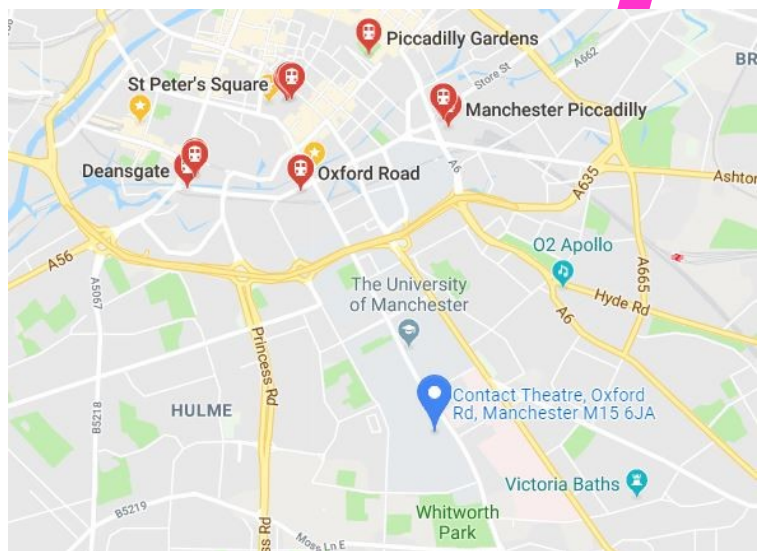 Piccadilly Gardens
A662
BR
Store St
St Peter's Square
Manchester Piccadilly
A6
Deansgate
Oxford Road
A635
Ashton
A56
A5067
O2 Apollo
A665
The University
of Manchester
Hyde Rd
A6
Princess Rd
Contact Theatre, Oxford
Rd, Manchester M15 6JA
HULME
B5218
Victoria Baths
B5219
Whitworth
Park
ss Rd
Moss Ln E